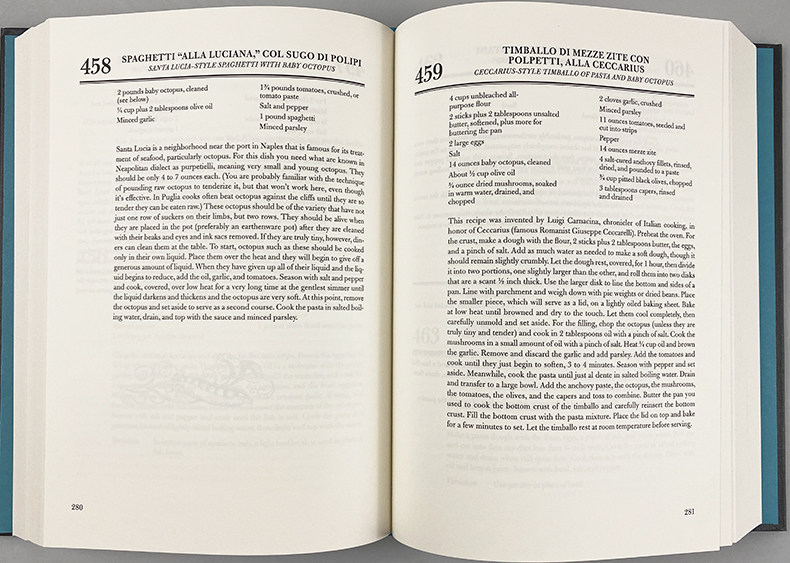 458
SPAGHETTI “ALLA LUCIANA,” COL SUGO DI POLIPI
SANTA LUCIA-STYLE SPAGHETTI WITH BABY OCTOPUS
2 pounds baby octopus, cleaned
(see below)
¼ cup plus 2 tablespoons olive oil
Minced garlic
1¾ pounds tomatoes, crushed, or
tomato paste
Salt and pepper
1 pound spaghetti
Minced parsley
Santa Lucia is a neighborhood near the port in Naples that is famous for its treat-
ment of seafood, particularly octopus. For this dish you need what are known in
Neapolitan dialect as purpetielli, meaning very small and young octopus. They
should be only 4 to 7 ounces each. (You are probably familiar with the technique
of pounding raw octopus to tenderize it, but that won’t work here, even though
it’s effective. In Puglia cooks often beat octopus against the cliffs until they are so
tender they can be eaten raw.) These octopus should be of the variety that have not
just one row of suckers on their limbs, but two rows. They should be alive when
they are placed in the pot (preferably an earthenware pot) after they are cleaned
with their beaks and eyes and ink sacs removed. If they are truly tiny, however, din-
ers can clean them at the table. To start, octopus such as these should be cooked
only in their own liquid. Place them over the heat and they will begin to give off a
generous amount of liquid. When they have given up all of their liquid and the liq-
uid begins to reduce, add the oil, garlic, and tomatoes. Season with salt and pepper
and cook, covered, over low heat for a very long time at the gentlest simmer until
the liquid darkens and thickens and the octopus are very soft. At this point, remove
the octopus and set aside to serve as a second course. Cook the pasta in salted boil-
ing water, drain, and top with the sauce and minced parsley.
280
459
TIMBALLO DI MEZZE ZITE CON
POLPETTI, ALLA CECCARIUS
CECCARIUS-STYLE TIMBALLO OF PASTA AND BABY OCTOPUS
4 cups unbleached all-
purpose flour
2 sticks plus 2 tablespoons unsalted
butter, softened, plus more for
buttering the pan
2 large eggs
Salt
14 ounces baby octopus, cleaned
About ½ cup olive oil
¾ ounce dried mushrooms, soaked
in warm water, drained, and
chopped
2 cloves garlic, crushed
Minced parsley
11 ounces tomatoes, seeded and
cut into strips
Pepper
14 ounces mezze zite
4 salt-cured anchovy fillets, rinsed,
dried, and pounded to a paste
¾ cup pitted black olives, chopped
3 tablespoons capers, rinsed
and drained
This recipe was invented by Luigi Carnacina, chronicler of Italian cooking, in
honor of Ceccarius (famous Romanist Giuseppe Ceccarelli). Preheat the oven. For
the crust, make a dough with the flour, 2 sticks plus 2 tablespoons butter, the eggs,
and a pinch of salt. Add as much water as needed to make a soft dough, though it
should remain slightly crumbly. Let the dough rest, covered, for 1 hour, then divide
it into two portions, one slightly larger than the other, and roll them into two disks
that are a scant ⅛ inch thick. Use the larger disk to line the bottom and sides of a
pan. Line with parchment and weigh down with pie weights or dried beans. Place
the smaller piece, which will serve as a lid, on a lightly oiled baking sheet. Bake
at low heat until browned and dry to the touch. Let them cool completely, then
carefully unmold and set aside. For the filling, chop the octopus (unless they are
truly tiny and tender) and cook in 2 tablespoons oil with a pinch of salt. Cook the
mushrooms in a small amount of oil with a pinch of salt. Heat ¼ cup oil and brown
the garlic. Remove and discard the garlic and add parsley. Add the tomatoes and
cook until they just begin to soften, 3 to 4 minutes. Season with pepper and set
aside. Meanwhile, cook the pasta until just al dente in salted boiling water. Drain
and transfer to a large bowl. Add the anchovy paste, the octopus, the mushrooms,
the tomatoes, the olives, and the capers and toss to combine. Butter the pan you
used to cook the bottom crust of the timballo and carefully reinsert the bottom
crust. Fill the bottom crust with the pasta mixture. Place the lid on top and bake
for a few minutes to set. Let the timballo rest at room temperature before serving.
281